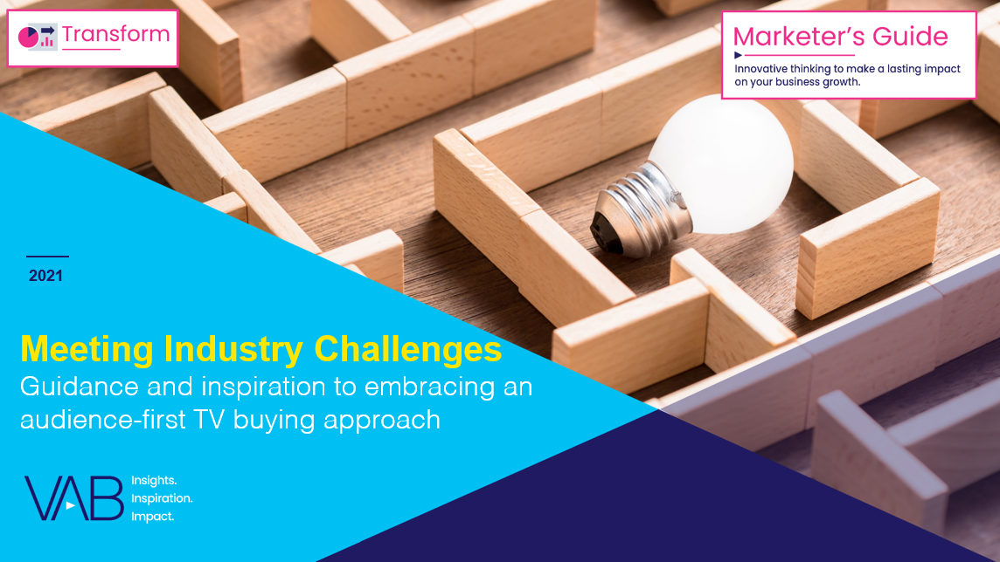 Transform
Marketer's Guide
Innovative thinking to make a lasting impact
on your business growth.
2021
Meeting Industry Challenges
Guidance and inspiration to embracing an
audience-first TV buying approach
VAB
Insights.
Inspiration.
Impact.